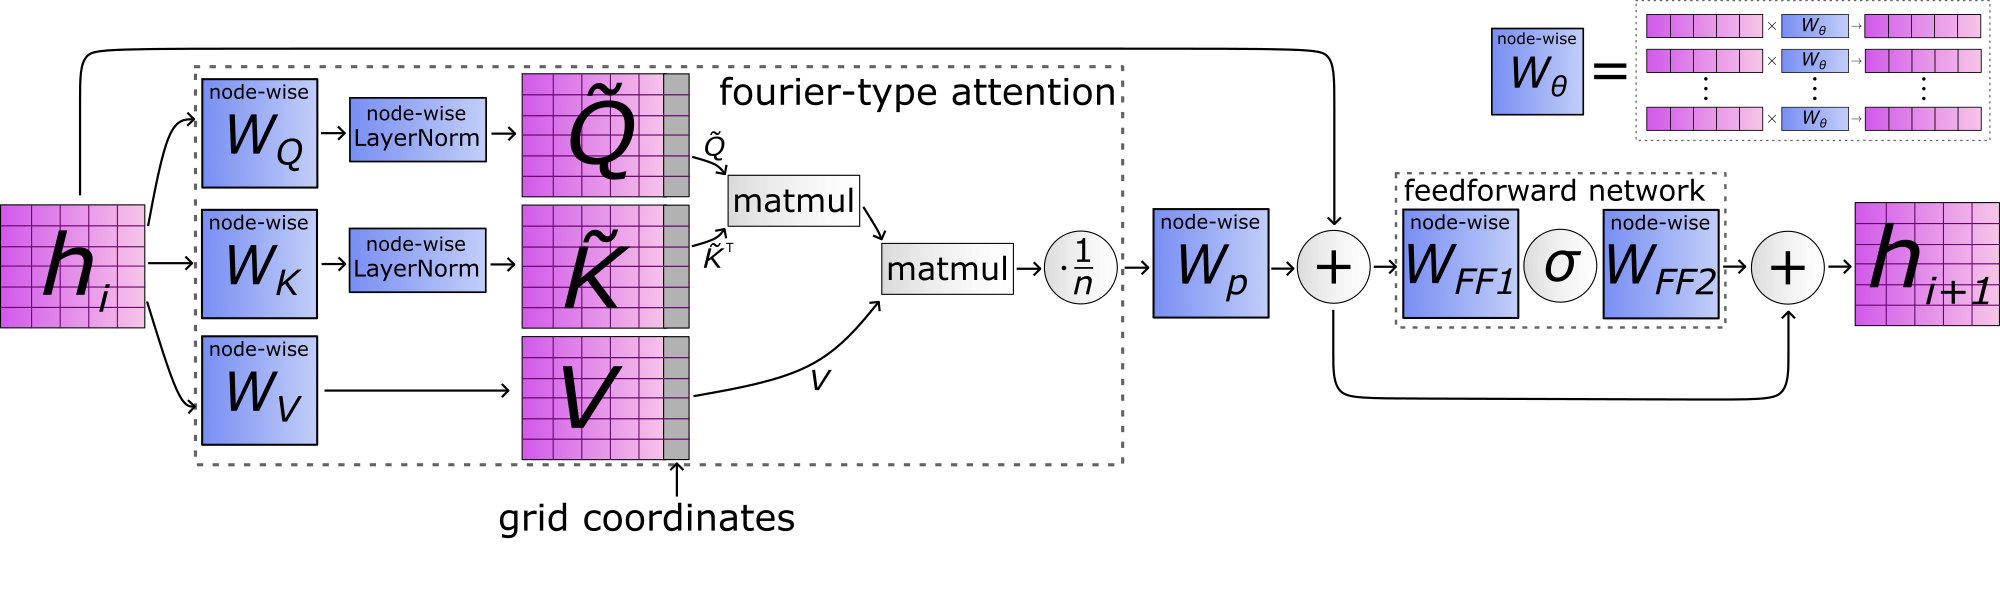 h_i
node-wise
W_Q
node-wise
LayerNorm
Q̃
fourier-type attention
Q̃
matmul
node-wise
W_K
node-wise
LayerNorm
K̃
K̃ᵀ
matmul
· 1/n
node-wise
W_V
V
V
grid coordinates
node-wise
W_p
+
feedforward network
node-wise
W_FF1
σ
node-wise
W_FF2
+
h_i+1
node-wise
W_θ
=
× W_θ →
× W_θ →
⋮ ⋮ ⋮
× W_θ →